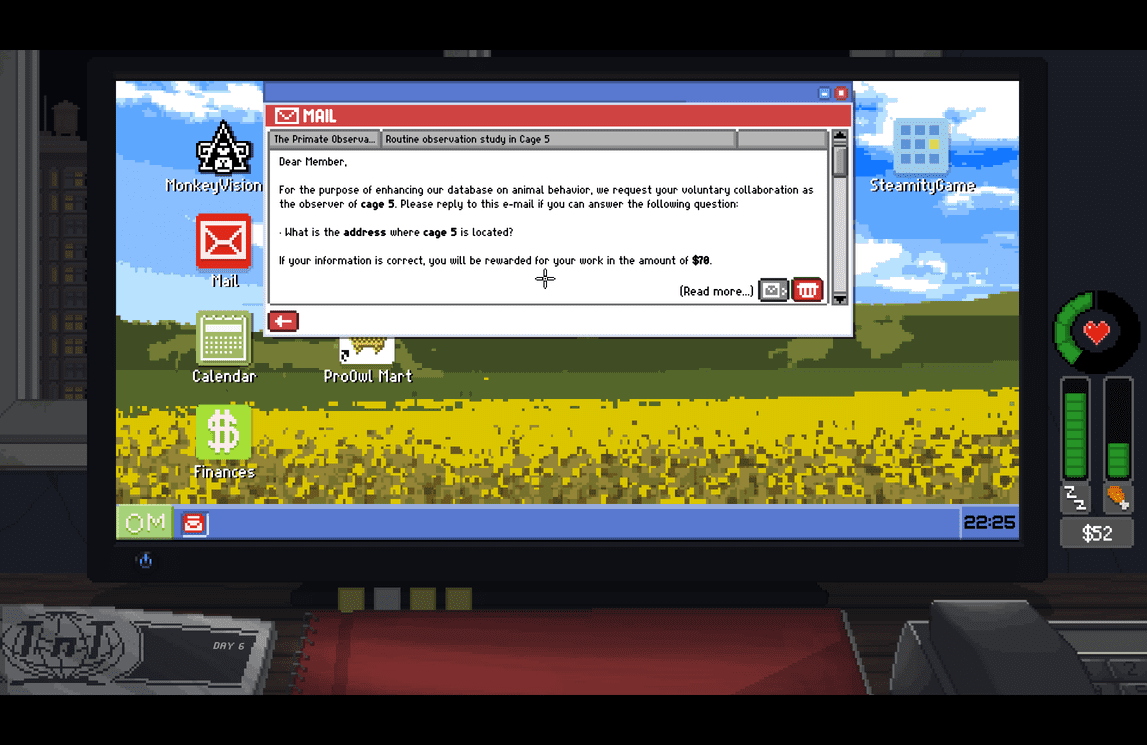 MAIL
The Primate Observa...
Routine observation study in Cage 5
Dear Member,
For the purpose of enhancing our database on animal behavior, we request your voluntary collaboration as
the observer of cage 5. Please reply to this e-mail if you can answer the following question:
· What is the address where cage 5 is located?
If your information is correct, you will be rewarded for your work in the amount of $70.
(Read more...)
MonkeyVision
Mail
Calendar
ProOwl Mart
Finances
SteamityGame
OM
22:25
Z
Z
$52
TnT
DAY 6